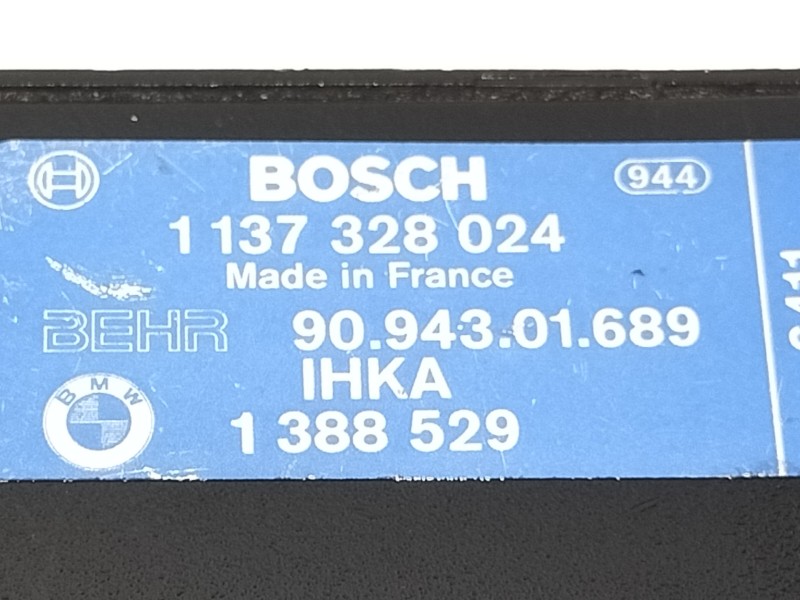 BOSCH
944
1 137 328 024
Made in France
BEHR 90.943.01.689
IHKA
BMW
1 388 529